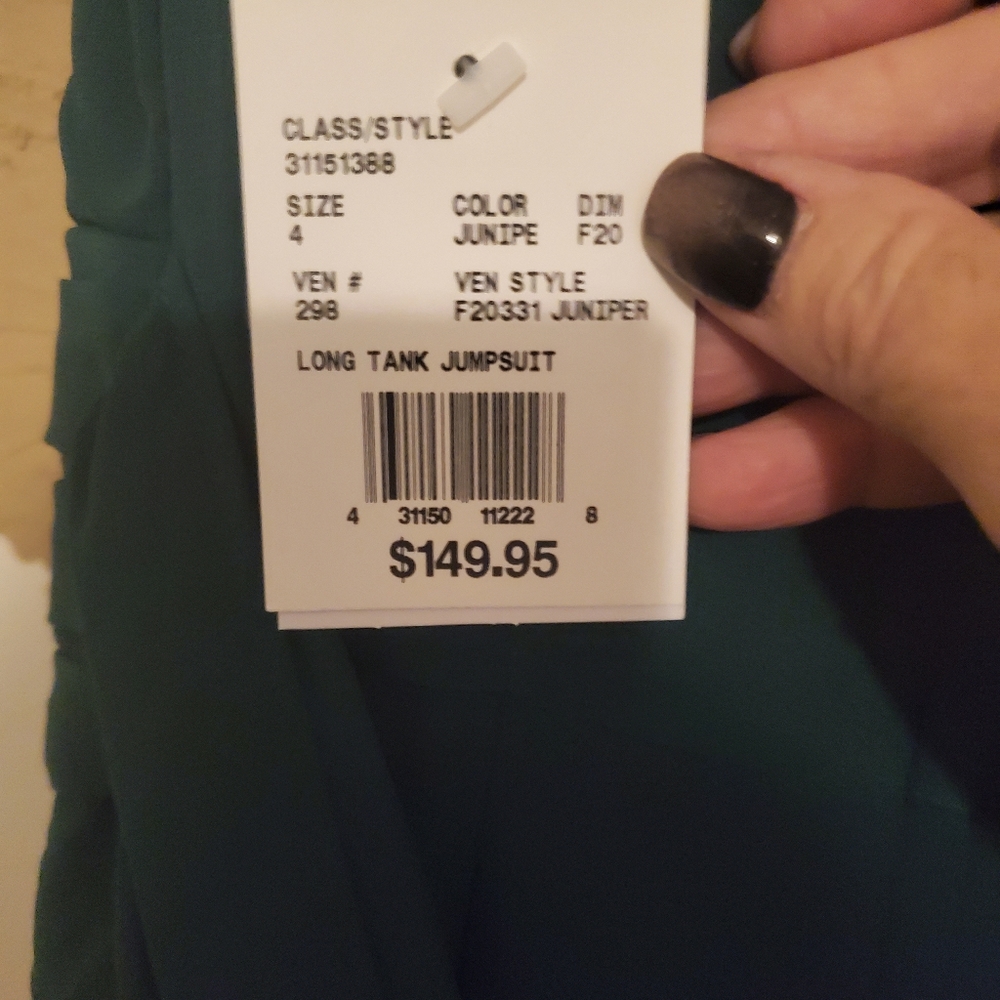 CLASS/STYLE
31151388
SIZE COLOR DIM
4 JUNIPE F20
VEN # VEN STYLE
298 F20331 JUNIPER
LONG TANK JUMPSUIT
4 31150 11222 8
$149.95